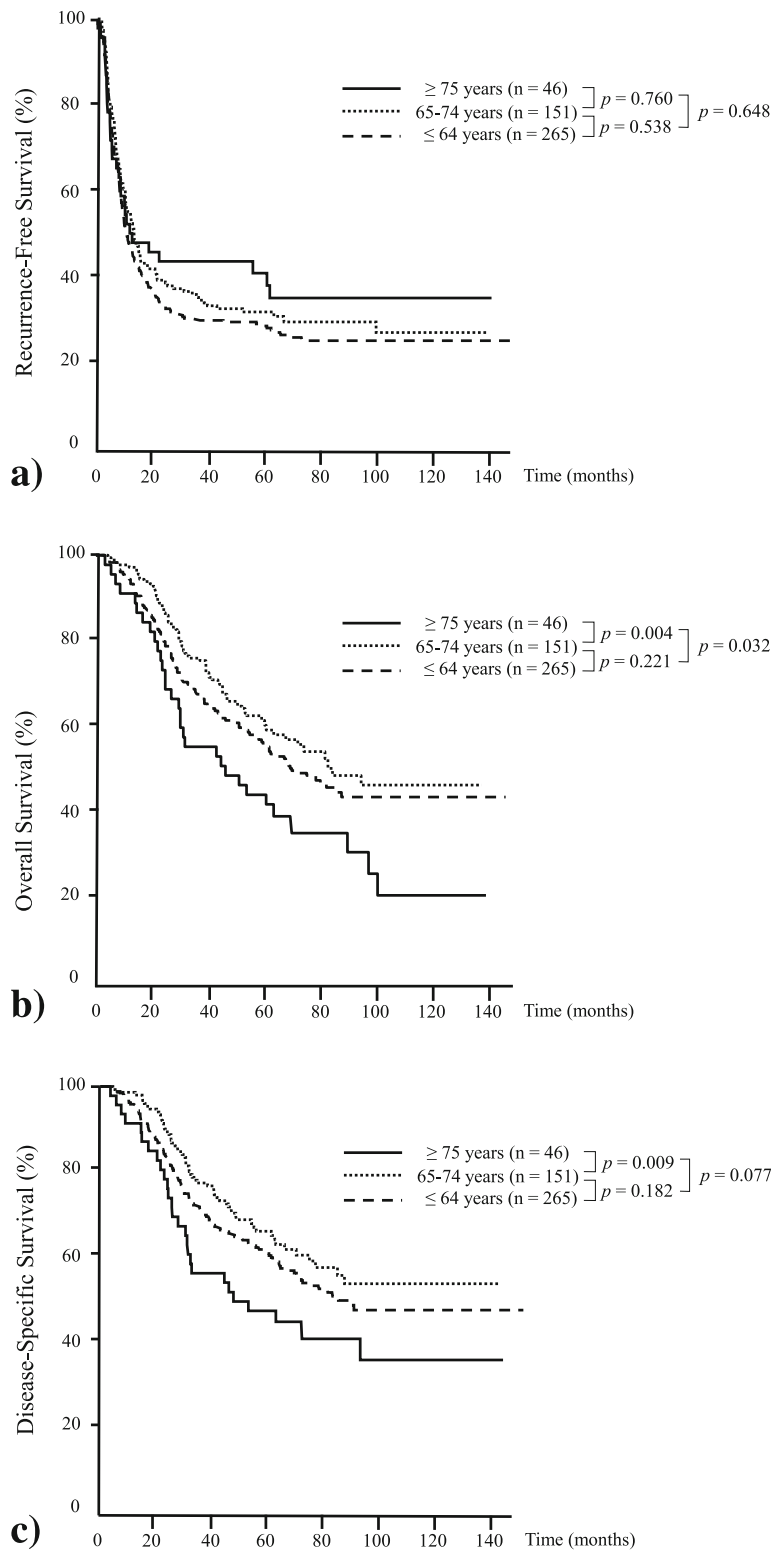 100
80
60
40
20
0
Recurrence-Free Survival (%)
≥ 75 years (n = 46)
65-74 years (n = 151)
≤ 64 years (n = 265)
p = 0.760
p = 0.538
p = 0.648
0 20 40 60 80 100 120 140 Time (months)
a)
100
80
60
40
20
0
Overall Survival (%)
≥ 75 years (n = 46)
65-74 years (n = 151)
≤ 64 years (n = 265)
p = 0.004
p = 0.221
p = 0.032
0 20 40 60 80 100 120 140 Time (months)
b)
100
80
60
40
20
0
Disease-Specific Survival (%)
≥ 75 years (n = 46)
65-74 years (n = 151)
≤ 64 years (n = 265)
p = 0.009
p = 0.182
p = 0.077
0 20 40 60 80 100 120 140 Time (months)
c)